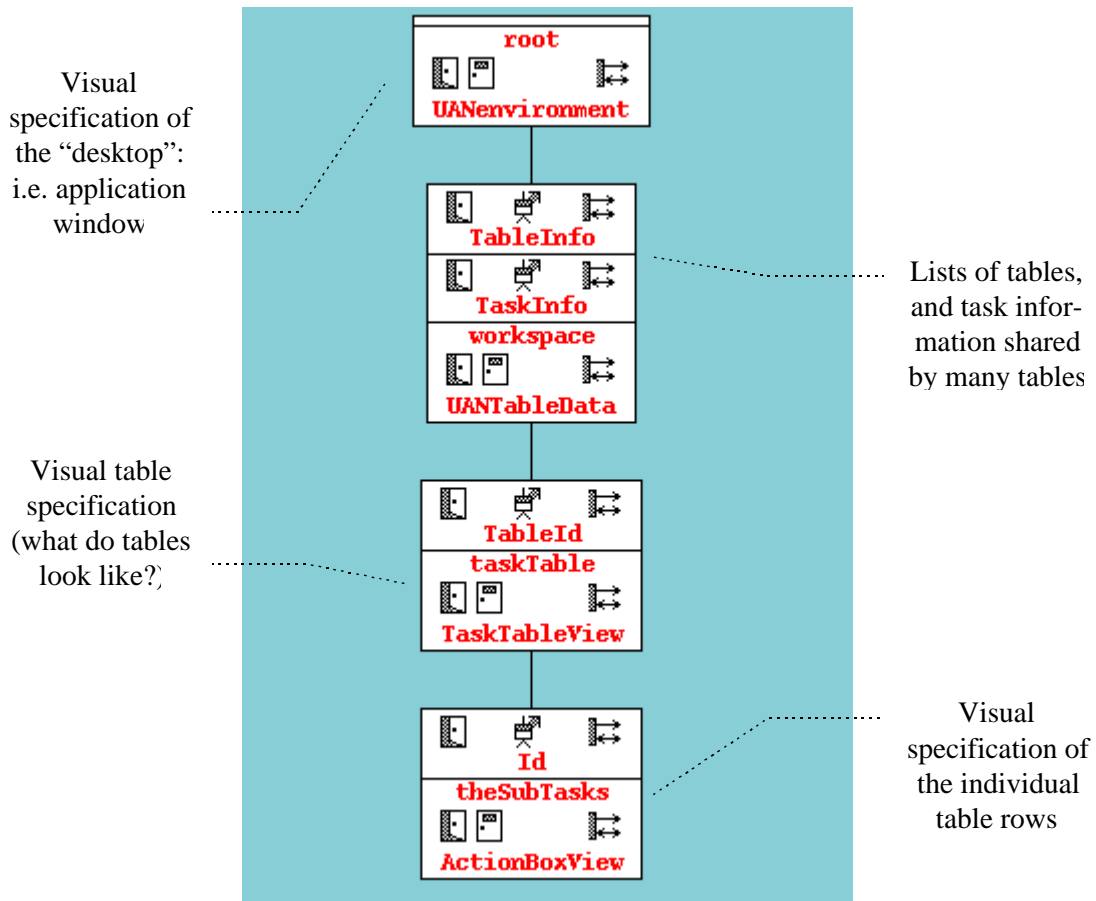 root
UANenvironment
Visual
specification of
the “desktop”:
i.e. application
window
TableInfo
TaskInfo
workspace
UANTableData
Lists of tables,
and task infor-
mation shared
by many tables
Visual table
specification
(what do tables
look like?)
TableId
taskTable
TaskTableView
Id
theSubTasks
ActionBoxView
Visual
specification of
the individual
table rows